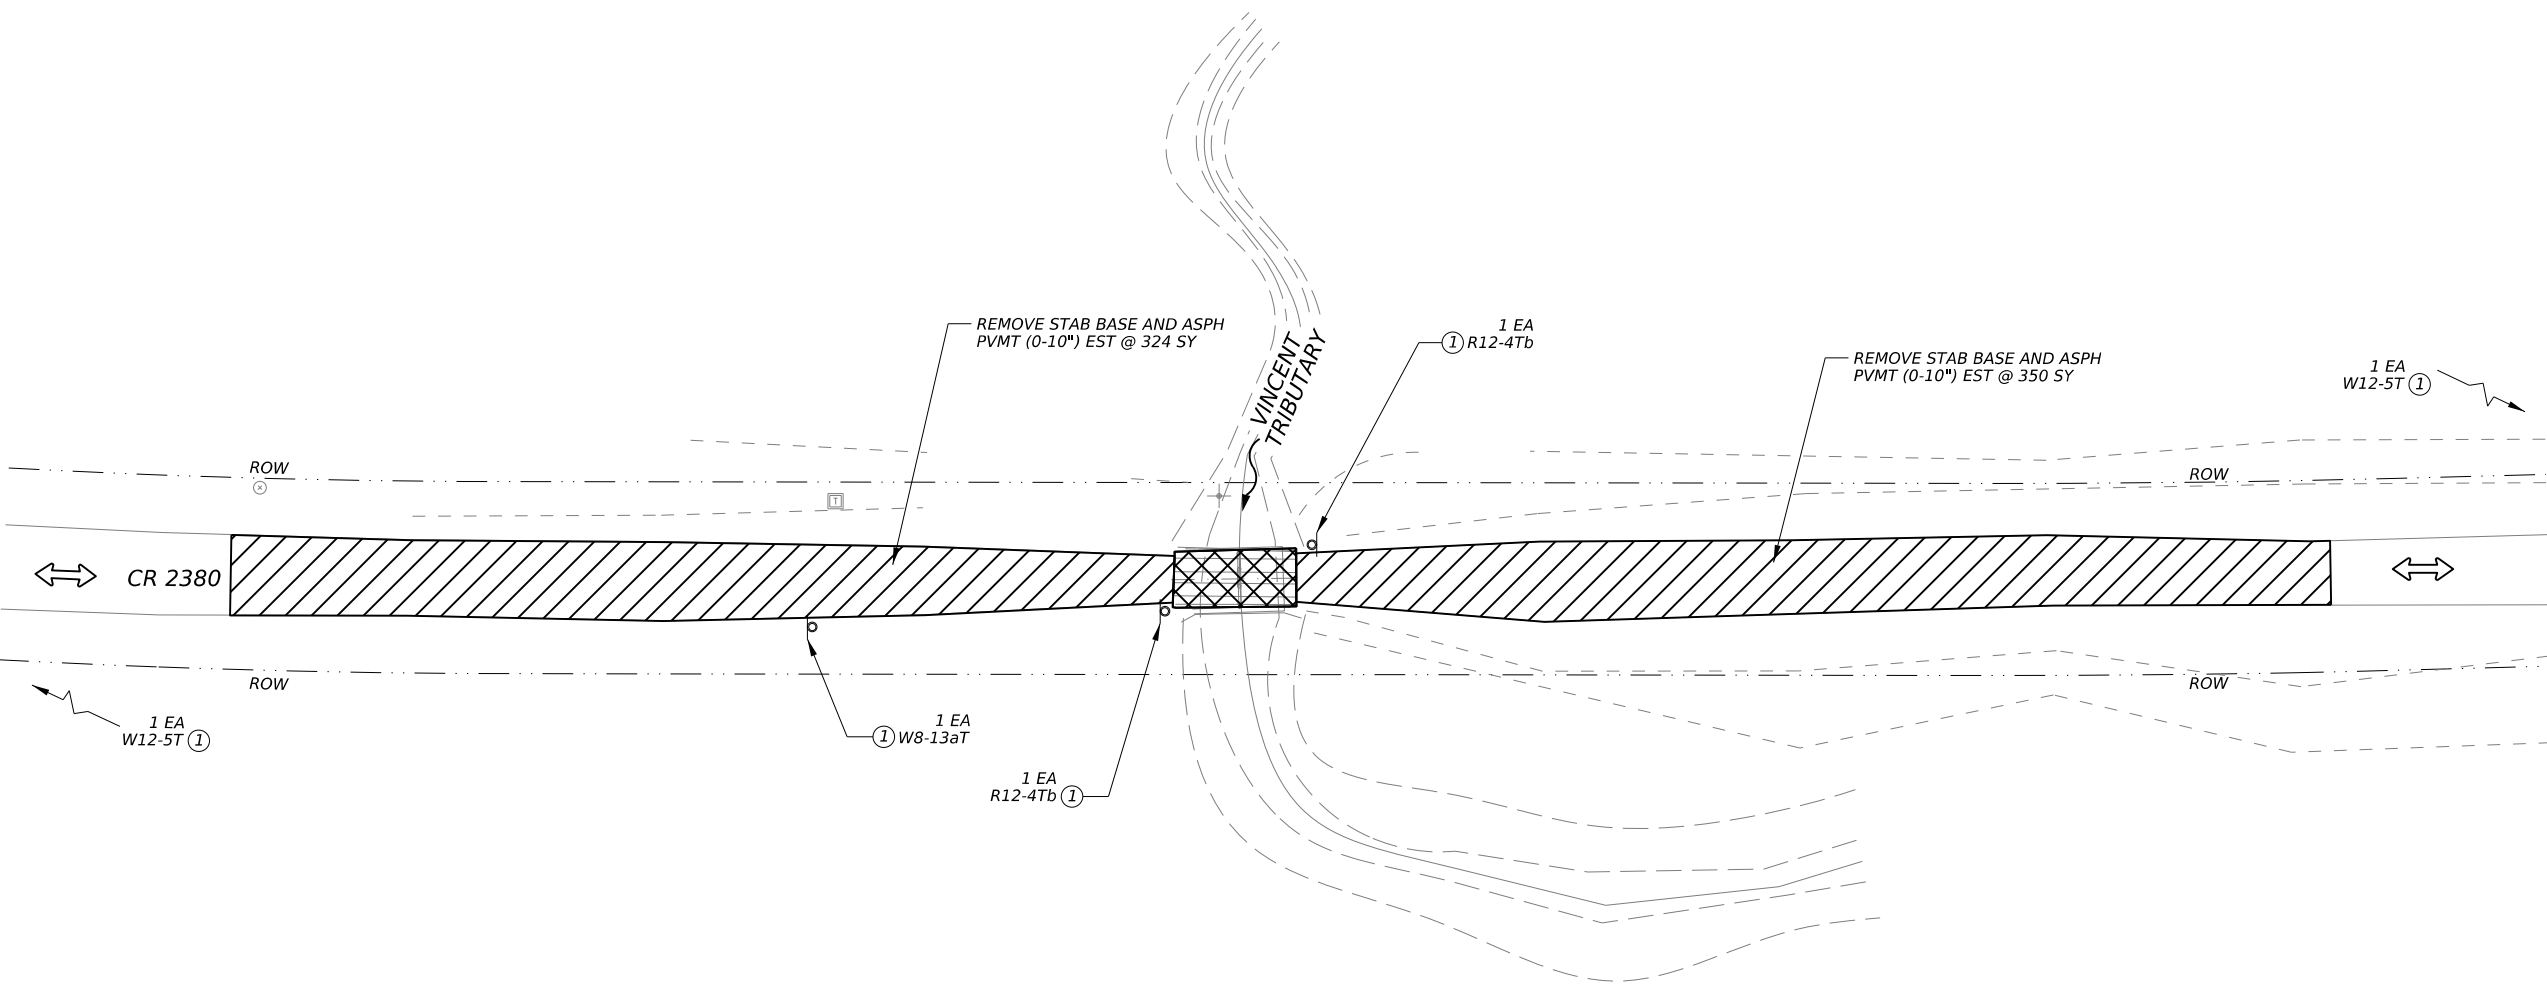 REMOVE STAB BASE AND ASPH
PVMT (0-10") EST @ 324 SY
VINCENT
TRIBUTARY
1 EA
1 R12-4Tb
REMOVE STAB BASE AND ASPH
PVMT (0-10") EST @ 350 SY
1 EA
W12-5T 1
ROW
ROW
T
CR 2380
ROW
ROW
1 EA
W12-5T 1
1 EA
1 W8-13aT
1 EA
R12-4Tb 1